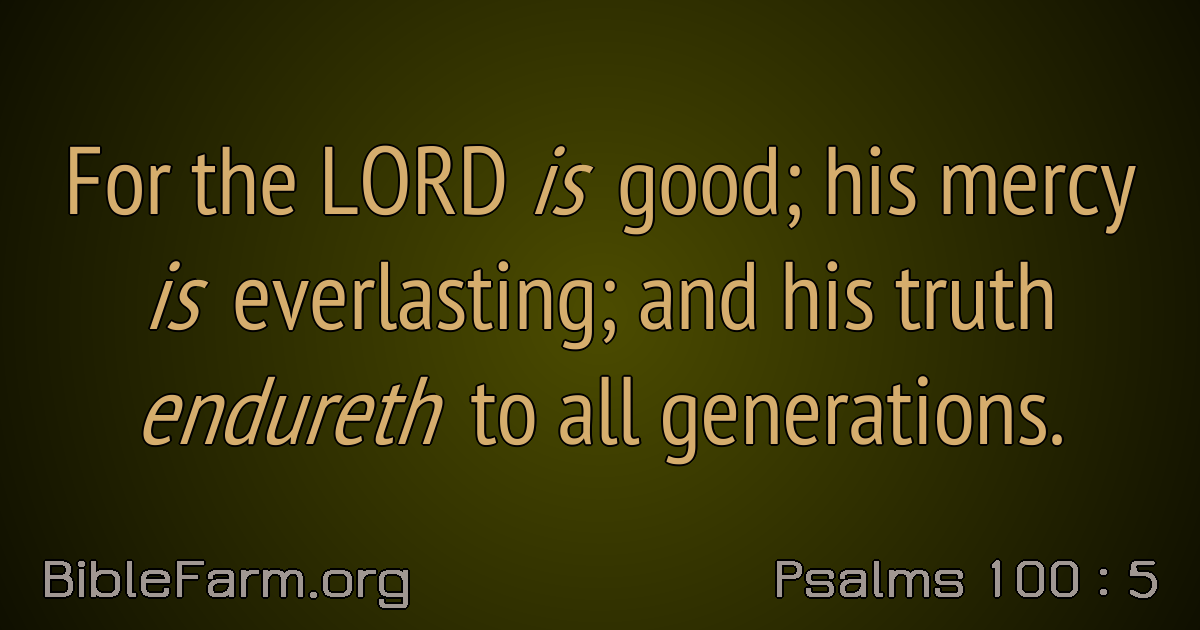 For the LORD is good; his mercy
is everlasting; and his truth
endureth to all generations.
BibleFarm.org
Psalms 100 : 5